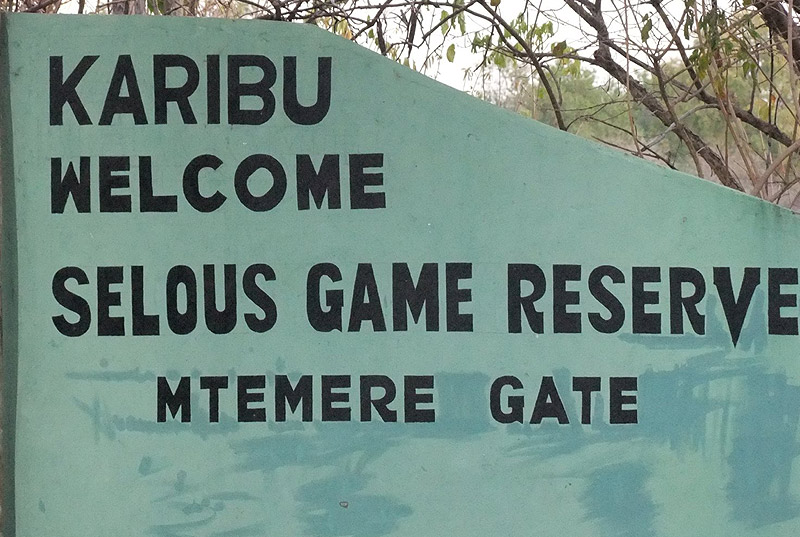 KARIBU
WELCOME
SELOUS GAME RESERVE
MTEMERE GATE